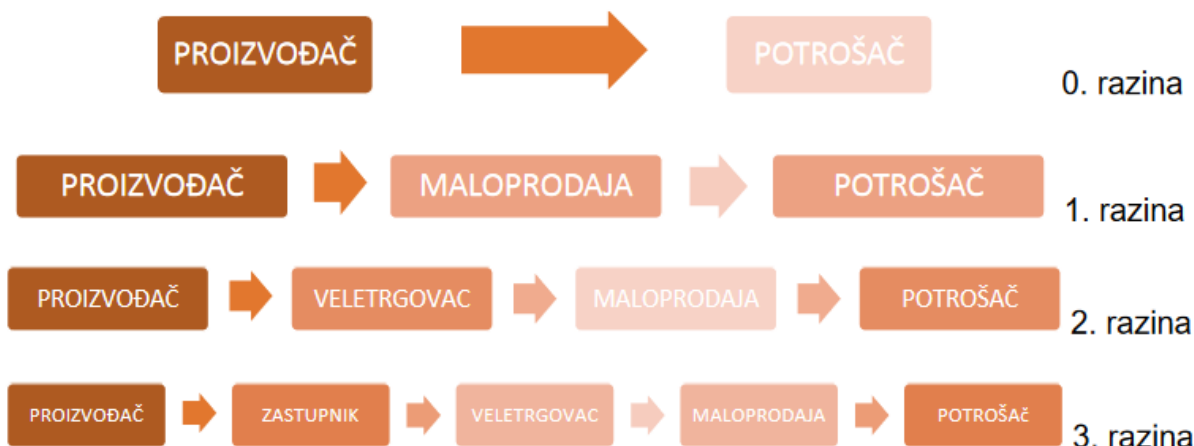 PROIZVOĐAČ POTROŠAČ 0. razina
PROIZVOĐAČ MALOPRODAJA POTROŠAČ 1. razina
PROIZVOĐAČ VELETRGOVAC MALOPRODAJA POTROŠAČ 2. razina
PROIZVOĐAČ ZASTUPNIK VELETRGOVAC MALOPRODAJA POTROŠAč 3. razina